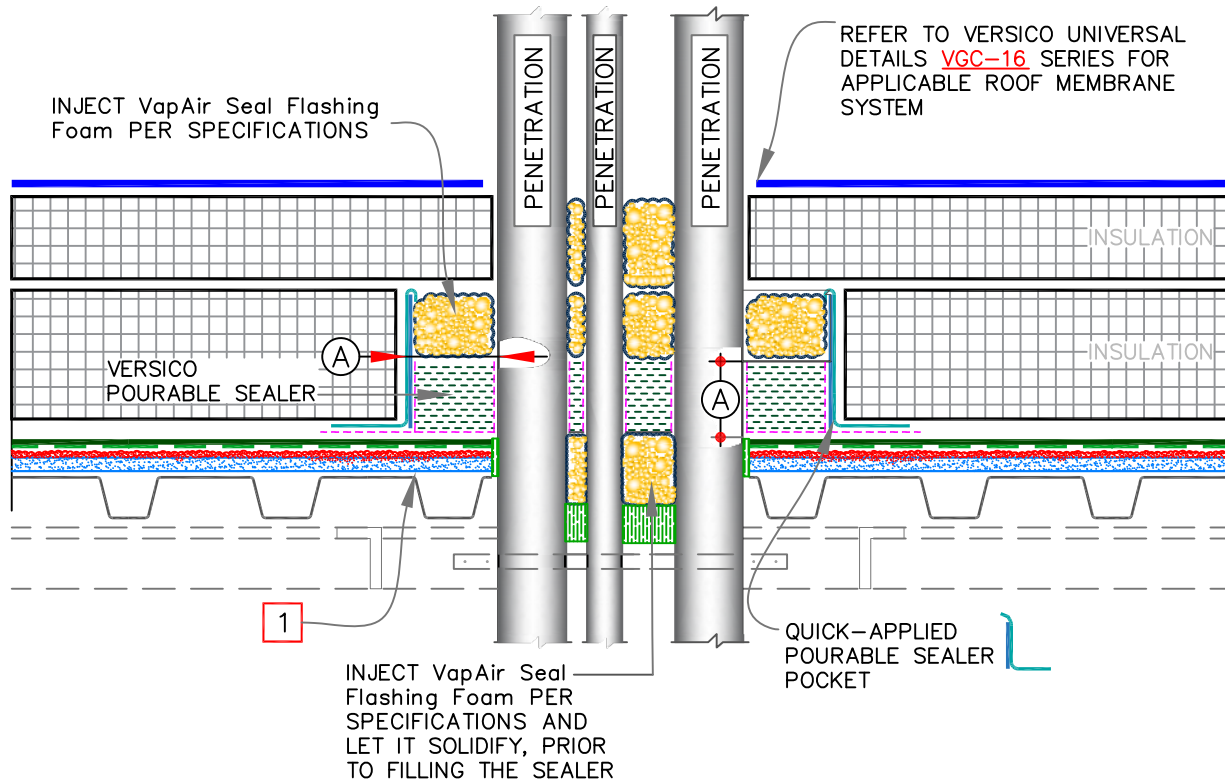 REFER TO VERSICO UNIVERSAL
DETAILS VGC-16 SERIES FOR
APPLICABLE ROOF MEMBRANE
SYSTEM
INJECT VapAir Seal Flashing
Foam PER SPECIFICATIONS
PENETRATION
PENETRATION
PENETRATION
INSULATION
INSULATION
A
VERSICO
POURABLE SEALER
A
1
QUICK-APPLIED
POURABLE SEALER
POCKET
INJECT VapAir Seal
Flashing Foam PER
SPECIFICATIONS AND
LET IT SOLIDIFY, PRIOR
TO FILLING THE SEALER